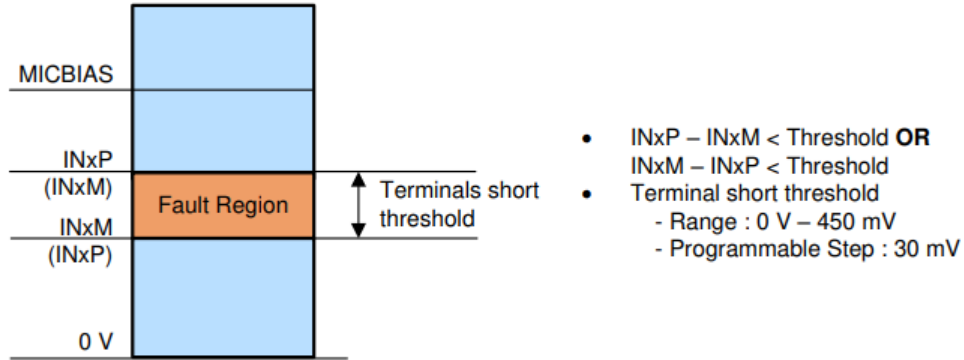 MICBIAS
INxP
(INxM)
INxM
(INxP)
0 V
Fault Region
Terminals short
threshold
• INxP – INxM < Threshold OR
INxM – INxP < Threshold
• Terminal short threshold
- Range : 0 V – 450 mV
- Programmable Step : 30 mV